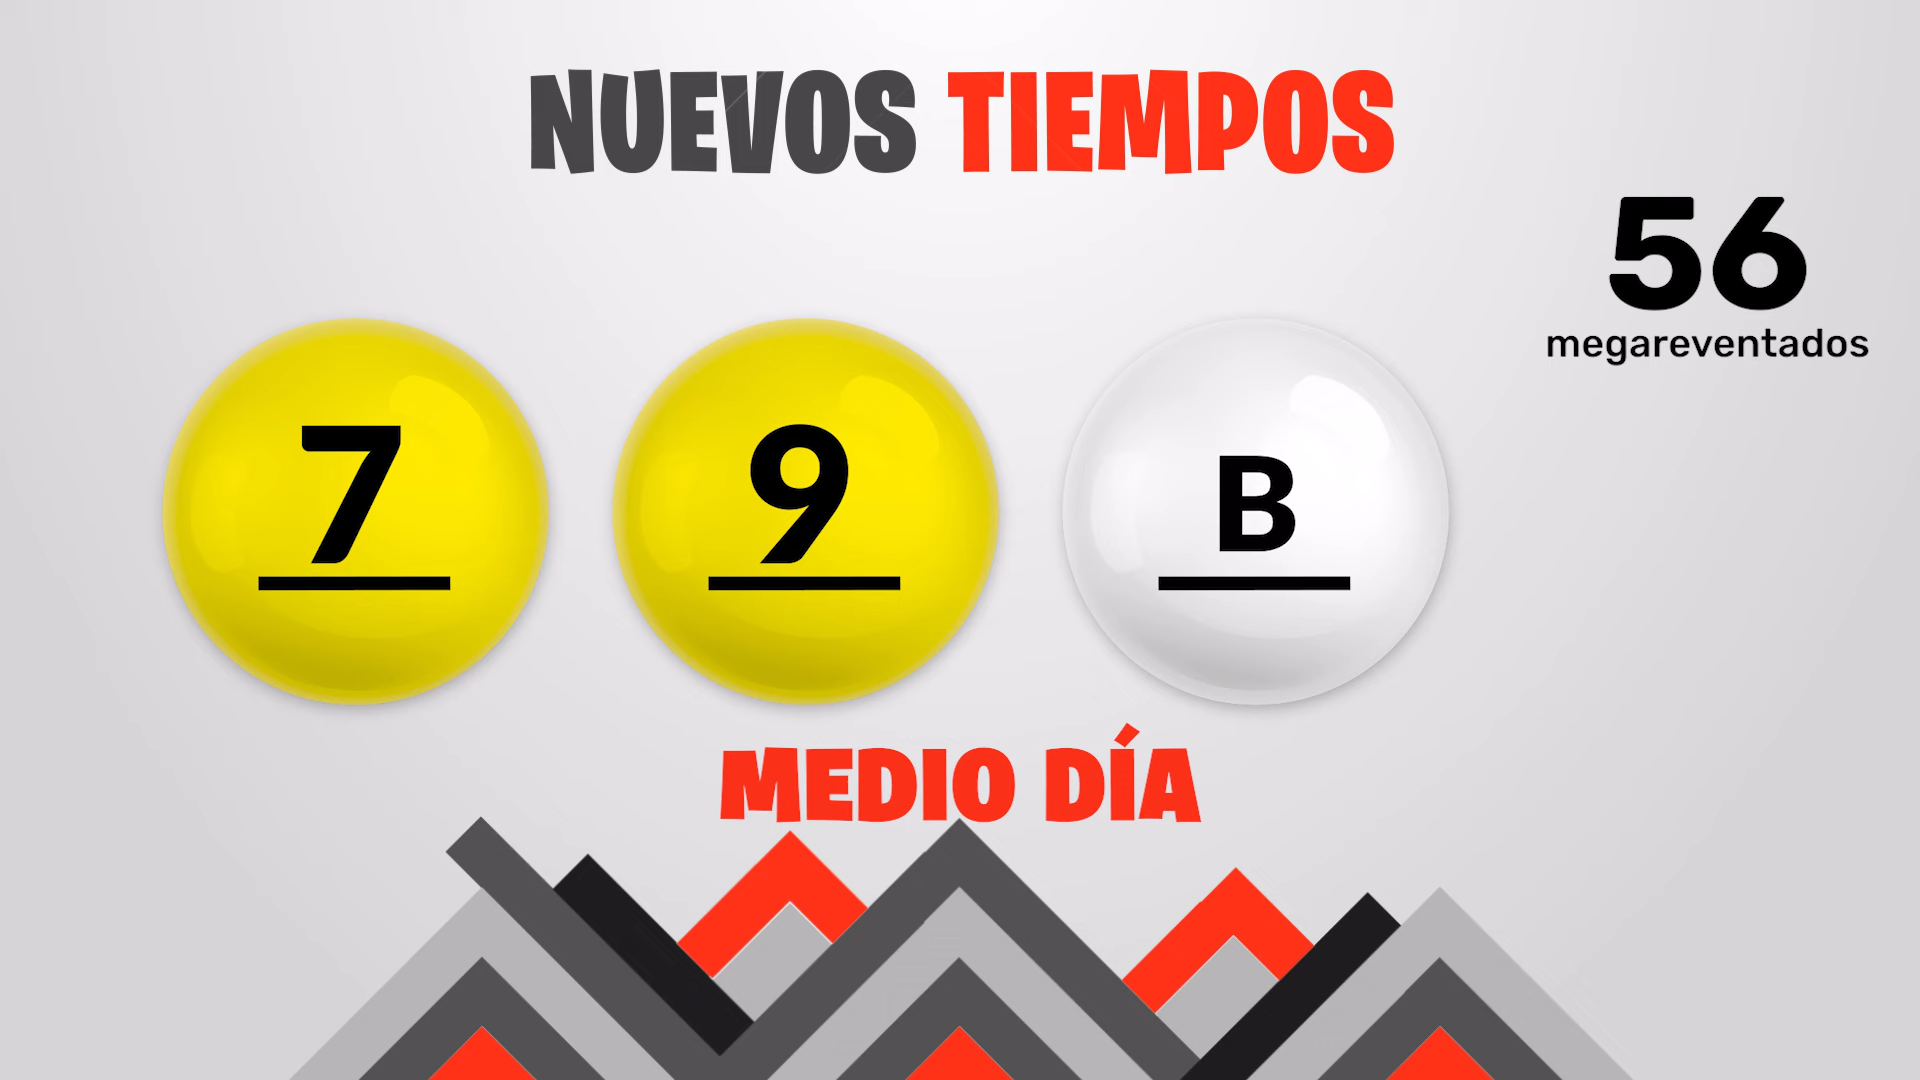 NUEVOS TIEMPOS
56
megareventados
7 9 B
MEDIO DÍA